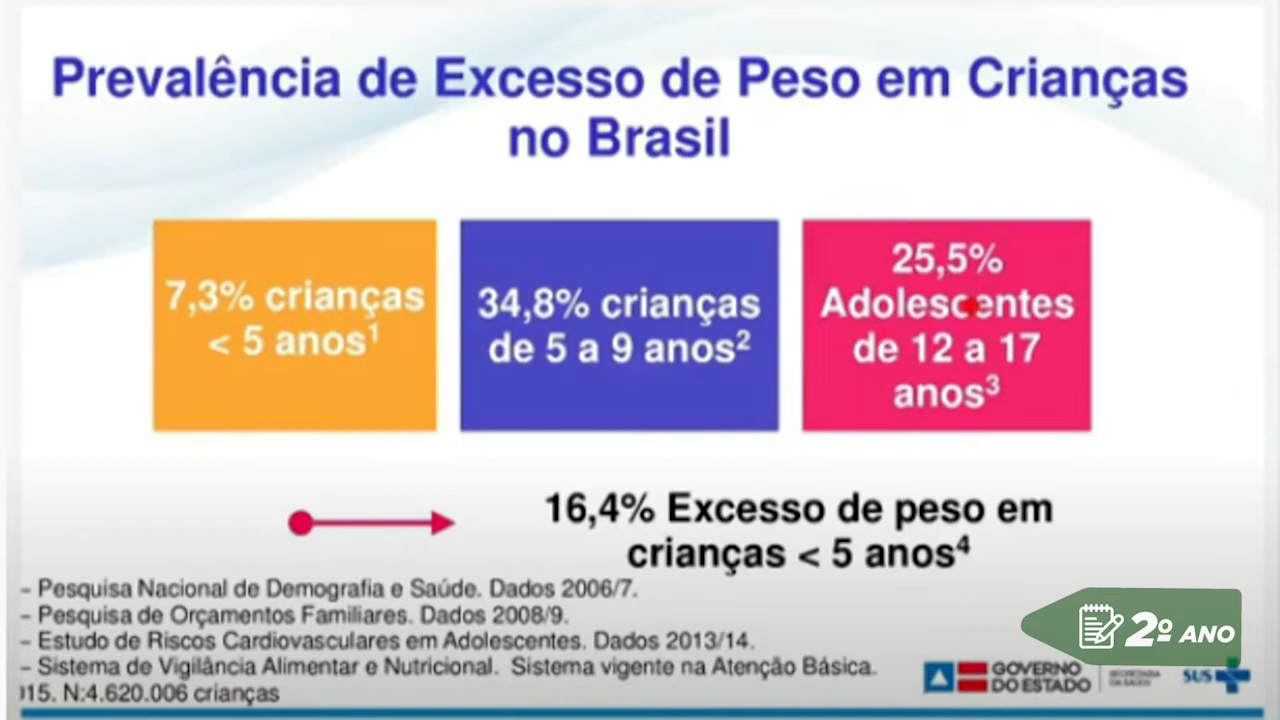 Prevalência de Excesso de Peso em Crianças
no Brasil
7,3% crianças
< 5 anos¹
34,8% crianças
de 5 a 9 anos²
25,5%
Adolescentes
de 12 a 17
anos³
16,4% Excesso de peso em
crianças < 5 anos⁴
– Pesquisa Nacional de Demografia e Saúde. Dados 2006/7.
– Pesquisa de Orçamentos Familiares. Dados 2008/9.
– Estudo de Riscos Cardiovasculares em Adolescentes. Dados 2013/14.
– Sistema de Vigilância Alimentar e Nutricional. Sistema vigente na Atenção Básica.
015. N:4.620.006 crianças
2º ANO
GOVERNO
DO ESTADO
SECRETARIA
DA SAÚDE
SUS